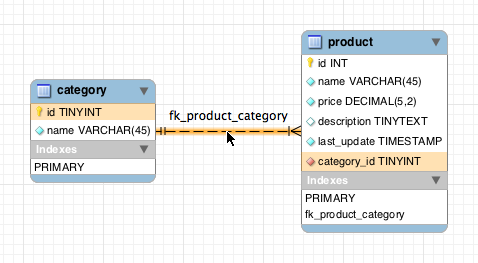 category
id TINYINT
name VARCHAR(45)
Indexes
PRIMARY
fk_product_category
product
id INT
name VARCHAR(45)
price DECIMAL(5,2)
description TINYTEXT
last_update TIMESTAMP
category_id TINYINT
Indexes
PRIMARY
fk_product_category